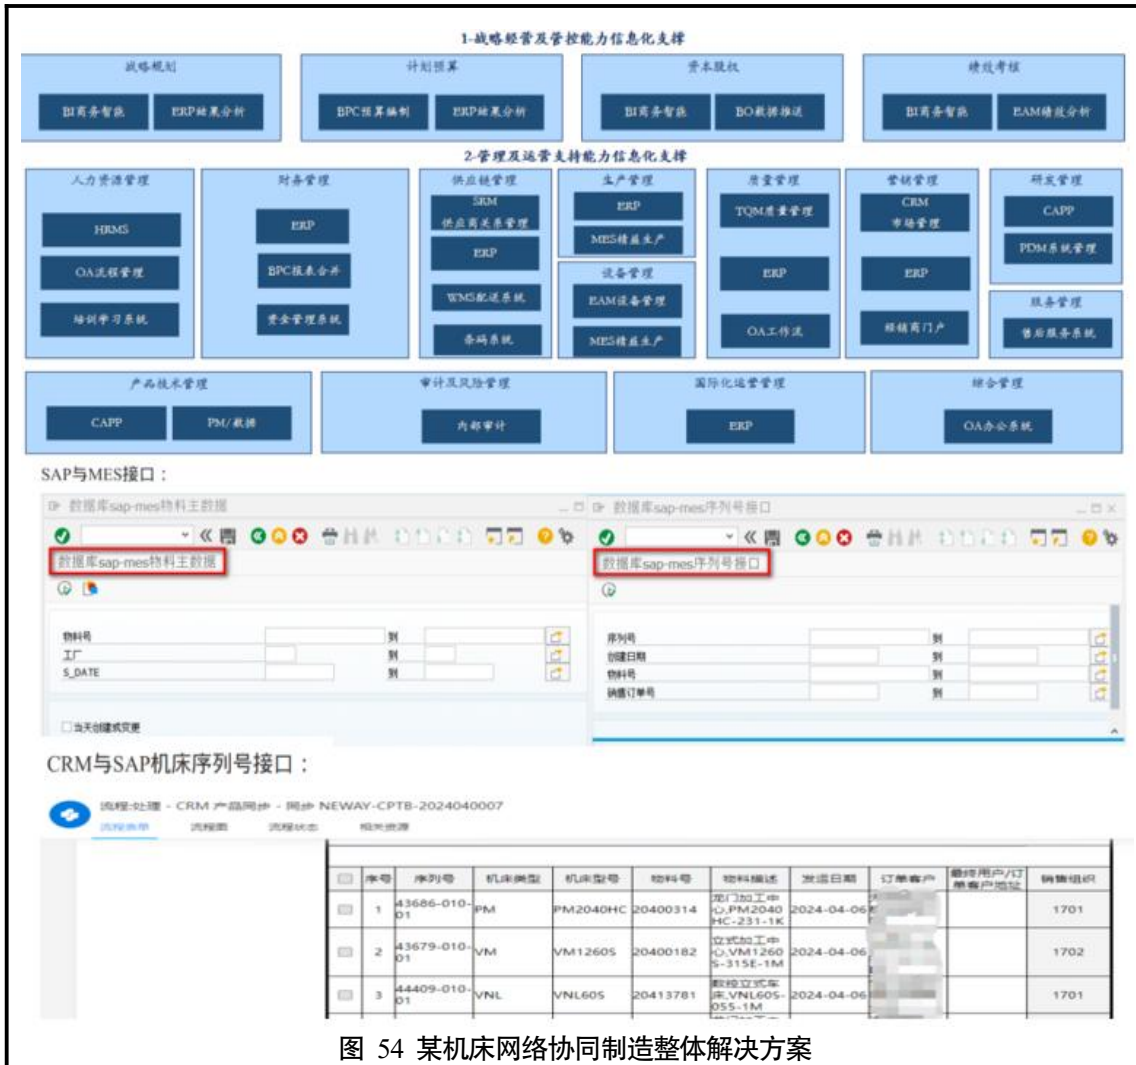 1-战略经营及管控能力信息化支撑
战略规划 计划预算 资本股权 绩效考核
BI商务智能 ERP结果分析 BPC预算编制 ERP结果分析 BI商务智能 BO数据推送 BI商务智能 EAM绩效分析
2-管理及运营支持能力信息化支撑
人力资源管理
HRMS
OA流程管理
培训学习系统
财务管理
ERP
BPC报表合并
资金管理系统
供应链管理
SRM
供应商关系管理
ERP
WMS配送系统
条码系统
生产管理
ERP
MES精益生产
设备管理
EAM设备管理
MES精益生产
质量管理
TQM质量管理
ERP
OA工作流
营销管理
CRM
市场管理
ERP
经销商门户
研发管理
CAPP
PDM系统管理
服务管理
售后服务系统
产品技术管理
CAPP PM/数据
审计及风险管理
内部审计
国际化运营管理
ERP
综合管理
OA办公系统
SAP与MES接口：
数据库sap-mes物料主数据
数据库sap-mes物料主数据
物料号 到
工厂 到
S_DATE 到
当天创建或变更
数据库sap-mes序列号接口
数据库sap-mes序列号接口
序列号 到
创建日期 到
物料号 到
销售订单号 到
CRM与SAP机床序列号接口：
流程:处理 - CRM 产品同步 - 同步 NEWAY-CPTB-2024040007
流程表单 流程图 流程状态 相关资源
序号 序列号 机床类型 机床型号 物料号 物料描述 发运日期 订单客户 最终用户/订单客户地址 销售组织
1 43686-010-01 PM PM2040HC 20400314 龙门加工中心,PM2040HC-231-1K 2024-04-06 1701
2 43679-010-01 VM VM1260S 20400182 立式加工中心,VM1260S-315E-1M 2024-04-06 1702
3 44409-010-01 VNL VNL60S 20413781 数控立式车床,VNL60S-055-1M 2024-04-06 1701
图 54 某机床网络协同制造整体解决方案